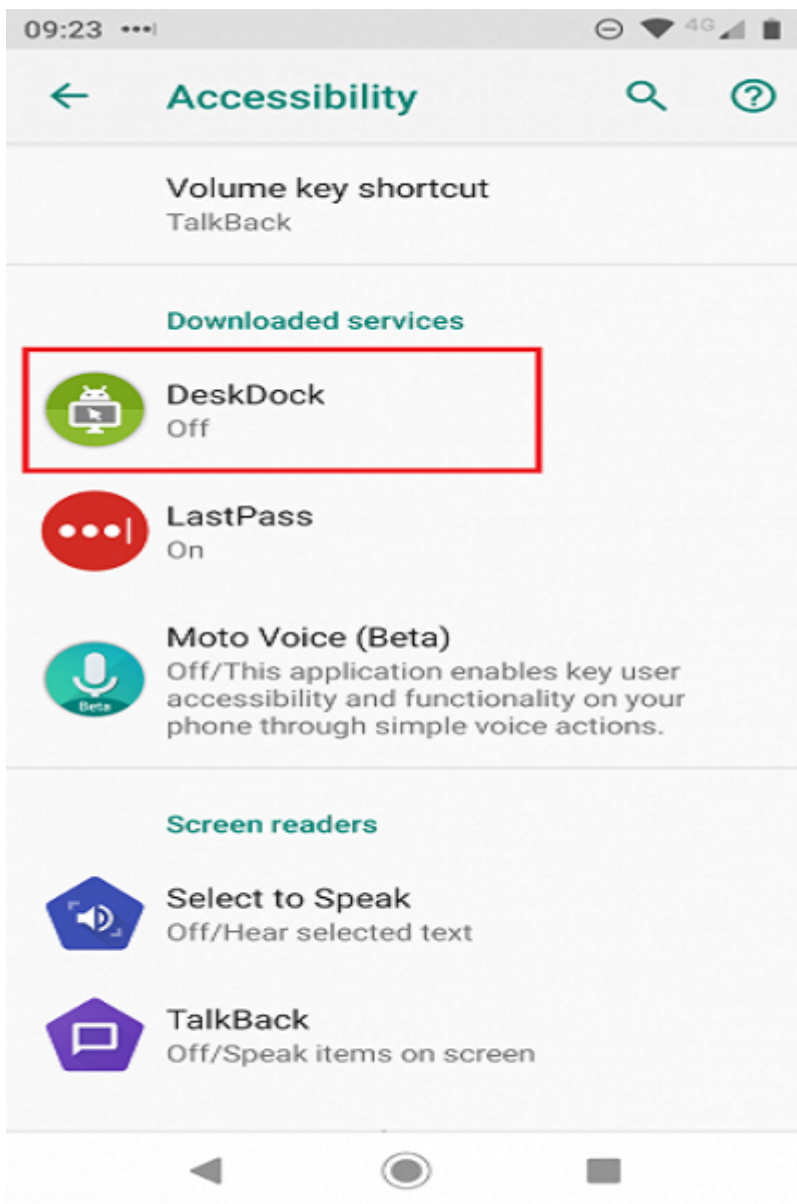 09:23
4G
Accessibility
Volume key shortcut
TalkBack
Downloaded services
DeskDock
Off
LastPass
On
Moto Voice (Beta)
Off/This application enables key user
accessibility and functionality on your
phone through simple voice actions.
Beta
Screen readers
Select to Speak
Off/Hear selected text
TalkBack
Off/Speak items on screen